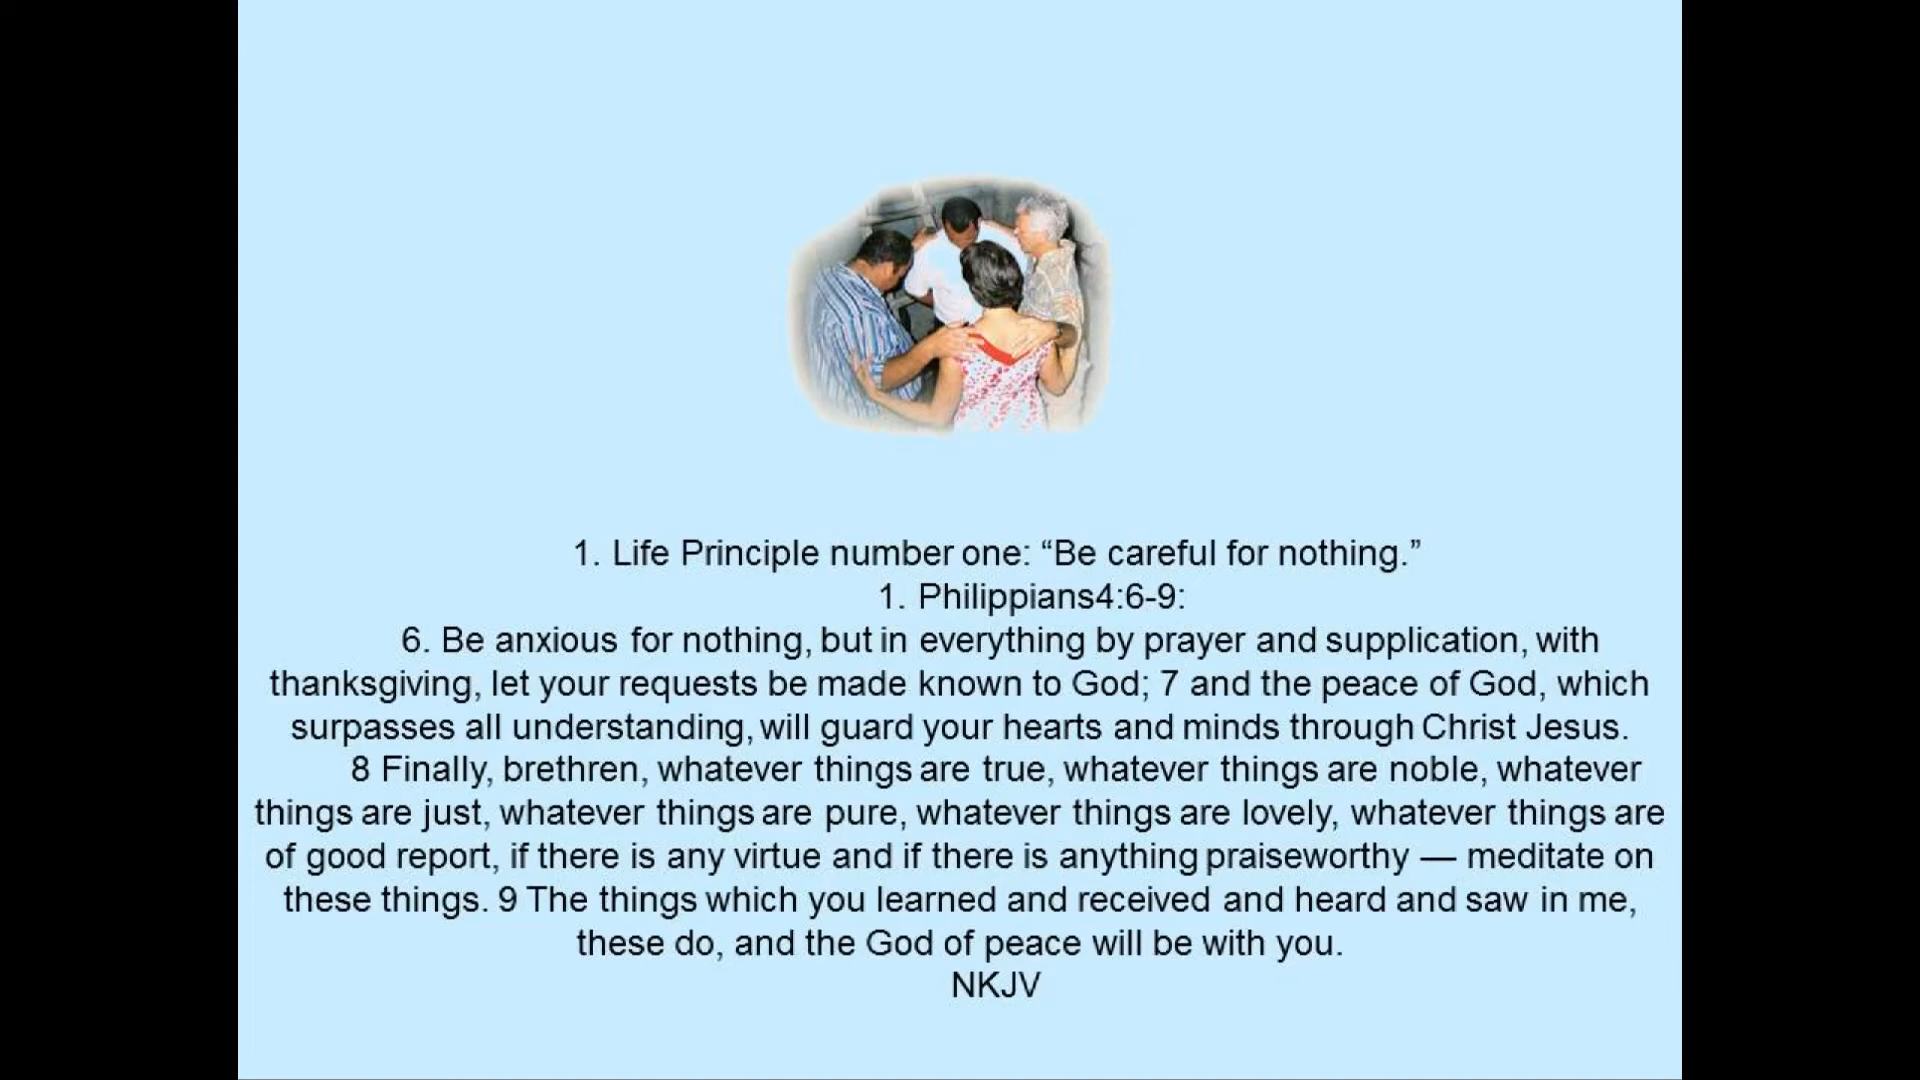 1. Life Principle number one: “Be careful for nothing.”
1. Philippians4:6-9:
6. Be anxious for nothing, but in everything by prayer and supplication, with
thanksgiving, let your requests be made known to God; 7 and the peace of God, which
surpasses all understanding, will guard your hearts and minds through Christ Jesus.
8 Finally, brethren, whatever things are true, whatever things are noble, whatever
things are just, whatever things are pure, whatever things are lovely, whatever things are
of good report, if there is any virtue and if there is anything praiseworthy — meditate on
these things. 9 The things which you learned and received and heard and saw in me,
these do, and the God of peace will be with you.
NKJV